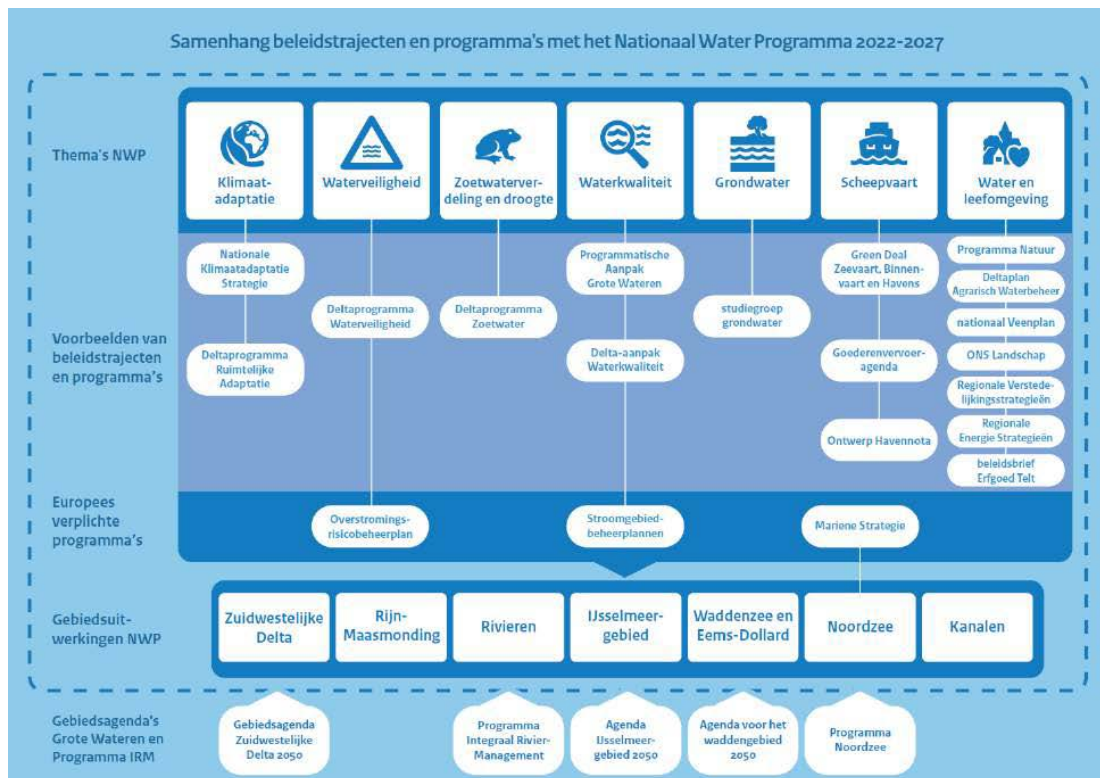 Samenhang beleidstrajecten en programma's met het Nationaal Water Programma 2022-2027
Thema's NWP
Klimaat-
adaptatie
Waterveiligheid
Zoetwaterver-
deling en droogte
Waterkwaliteit
Grondwater
Scheepvaart
Water en
leefomgeving
Voorbeelden van
beleidstrajecten
en programma's
Nationale
Klimaatadaptatie
Strategie
Deltaprogramma
Ruimtelijke
Adaptatie
Deltaprogramma
Waterveiligheid
Deltaprogramma
Zoetwater
Programmatische
Aanpak
Grote Wateren
Delta-aanpak
Waterkwaliteit
studiegroep
grondwater
Green Deal
Zeevaart, Binnen-
vaart en Havens
Goederenvervoer-
agenda
Ontwerp Havennota
Programma Natuur
Deltaplan
Agrarisch Waterbeheer
nationaal Veenplan
ONS Landschap
Regionale Verstede-
lijkingsstrategieën
Regionale
Energie Strategieën
beleidsbrief
Erfgoed Telt
Europees
verplichte
programma's
Overstromings-
risicobeheerplan
Stroomgebied-
beheerplannen
Mariene Strategie
Gebiedsuit-
werkingen NWP
Zuidwestelijke
Delta
Rijn-
Maasmonding
Rivieren
IJsselmeer-
gebied
Waddenzee en
Eems-Dollard
Noordzee
Kanalen
Gebiedsagenda's
Grote Wateren en
Programma IRM
Gebiedsagenda
Zuidwestelijke
Delta 2050
Programma
Integraal Rivier-
Management
Agenda
IJsselmeer-
gebied 2050
Agenda voor het
waddengebied
2050
Programma
Noordzee